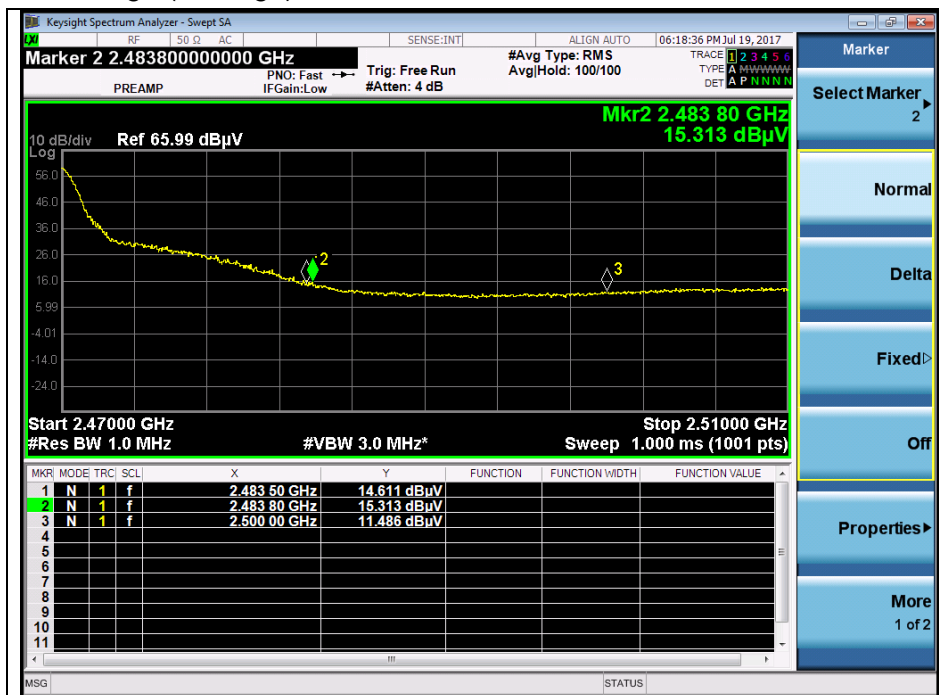 Keysight Spectrum Analyzer - Swept SA
LXI RF 50 Ω AC SENSE:INT ALIGN AUTO 06:18:36 PM Jul 19, 2017
Marker 2 2.483800000000 GHz
PREAMP
PNO: Fast
IFGain:Low
Trig: Free Run
#Atten: 4 dB
#Avg Type: RMS
Avg|Hold: 100/100
TRACE 1 2 3 4 5 6
TYPE A M W W W W W
DET A P N N N N
Mkr2 2.483 80 GHz
15.313 dBµV
10 dB/div Ref 65.99 dBµV
Log
56.0
46.0
36.0
26.0
16.0
5.99
-4.01
-14.0
-24.0
2
3
Start 2.47000 GHz Stop 2.51000 GHz
#Res BW 1.0 MHz #VBW 3.0 MHz* Sweep 1.000 ms (1001 pts)
MKR MODE TRC SCL X Y FUNCTION FUNCTION WIDTH FUNCTION VALUE
1 N 1 f 2.483 50 GHz 14.611 dBµV
2 N 1 f 2.483 80 GHz 15.313 dBµV
3 N 1 f 2.500 00 GHz 11.486 dBµV
4
5
6
7
8
9
10
11
MSG STATUS
Marker
Select Marker
2
Normal
Delta
Fixed
Off
Properties
More
1 of 2